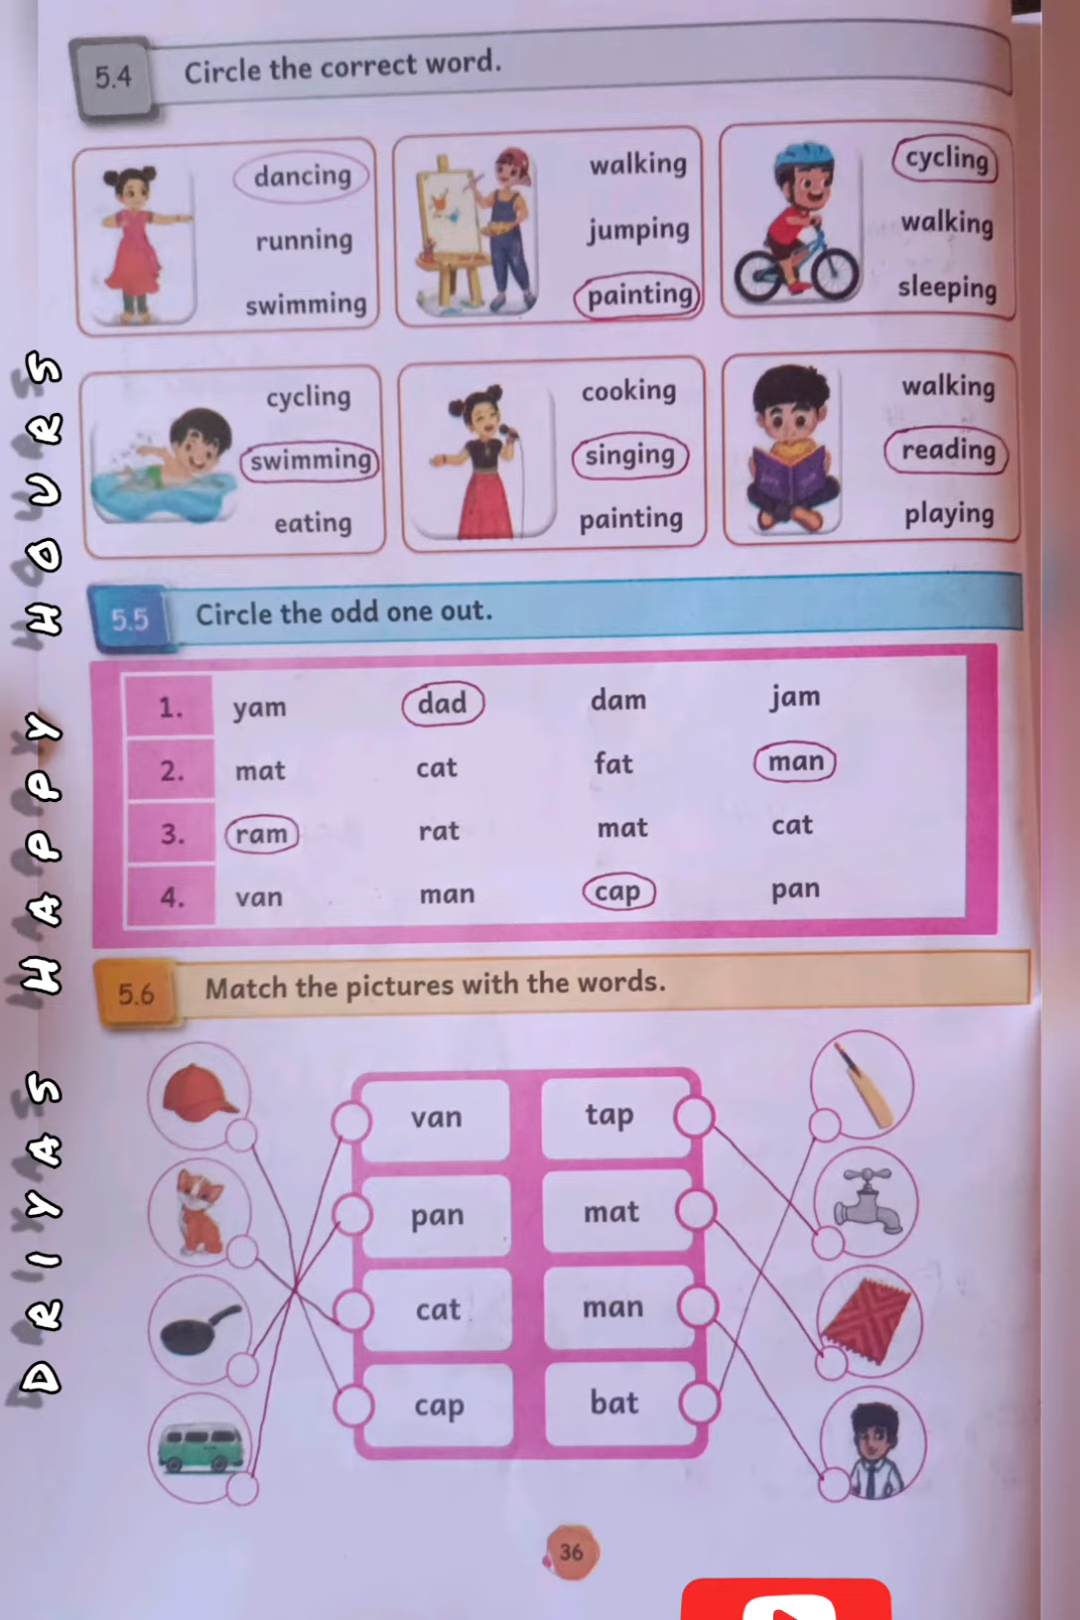 5.4 Circle the correct word.
dancing
running
swimming
walking
jumping
painting
cycling
walking
sleeping
cycling
swimming
eating
cooking
singing
painting
walking
reading
playing
5.5 Circle the odd one out.
1. yam dad dam jam
2. mat cat fat man
3. ram rat mat cat
4. van man cap pan
5.6 Match the pictures with the words.
van tap
pan mat
cat man
cap bat
36
DRIYAS HAPPY HOURS